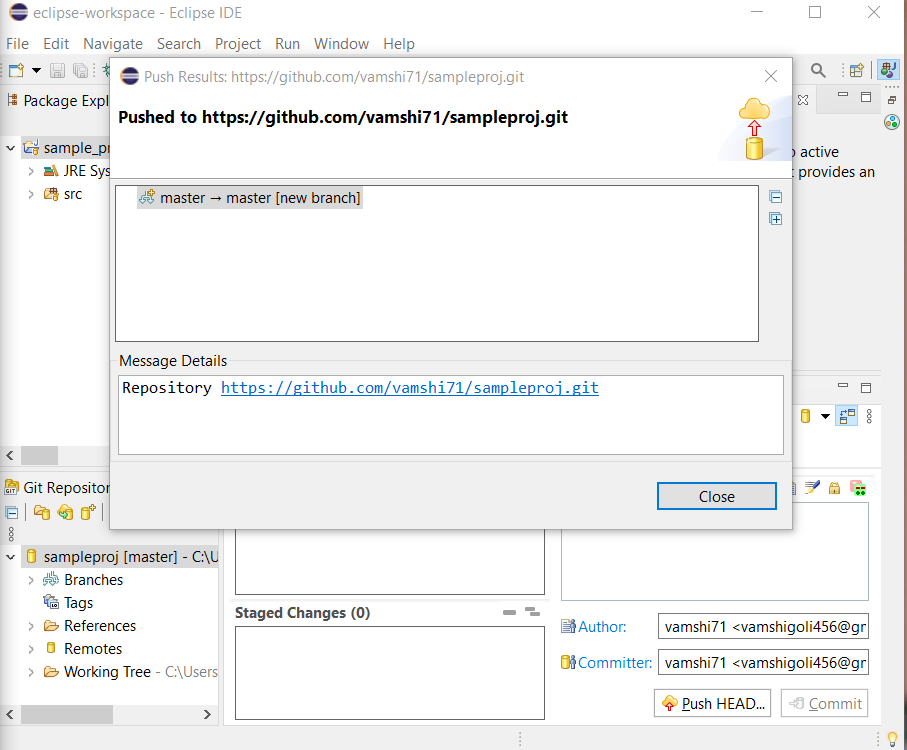 eclipse-workspace - Eclipse IDE
File Edit Navigate Search Project Run Window Help
Push Results: https://github.com/vamshi71/sampleproj.git
Pushed to https://github.com/vamshi71/sampleproj.git
master → master [new branch]
Message Details
Repository https://github.com/vamshi71/sampleproj.git
Close
Package Expl
sample_pr
JRE Sys
src
o active
t provides an
Git Repositor
sampleproj [master] - C:\U
Branches
Tags
References
Remotes
Working Tree - C:\Users
Staged Changes (0)
Author: vamshi71 <vamshigoli456@gr
Committer: vamshi71 <vamshigoli456@gr
Push HEAD... Commit